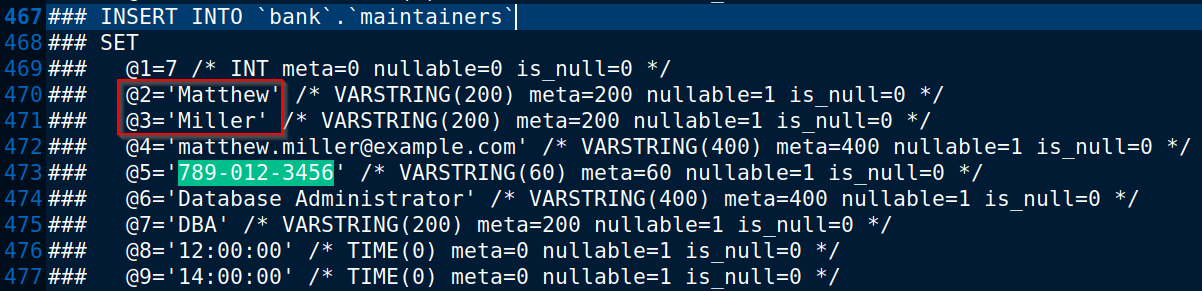 467 ### INSERT INTO `bank`.`maintainers`
468 ### SET
469 ###   @1=7 /* INT meta=0 nullable=0 is_null=0 */
470 ###   @2='Matthew' /* VARSTRING(200) meta=200 nullable=1 is_null=0 */
471 ###   @3='Miller' /* VARSTRING(200) meta=200 nullable=1 is_null=0 */
472 ###   @4='matthew.miller@example.com' /* VARSTRING(400) meta=400 nullable=1 is_null=0 */
473 ###   @5='789-012-3456' /* VARSTRING(60) meta=60 nullable=1 is_null=0 */
474 ###   @6='Database Administrator' /* VARSTRING(400) meta=400 nullable=1 is_null=0 */
475 ###   @7='DBA' /* VARSTRING(200) meta=200 nullable=1 is_null=0 */
476 ###   @8='12:00:00' /* TIME(0) meta=0 nullable=1 is_null=0 */
477 ###   @9='14:00:00' /* TIME(0) meta=0 nullable=1 is_null=0 */